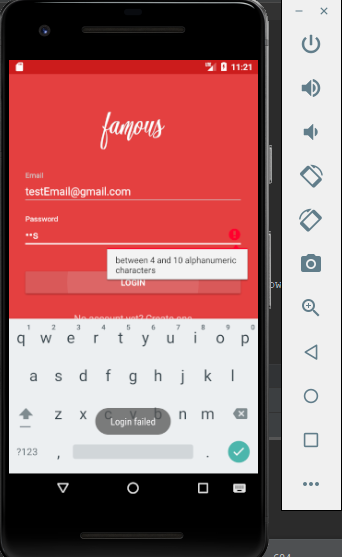 11:21
famous
Email
testEmail@gmail.com
Password
••s
between 4 and 10 alphanumeric
characters
LOGIN
No account yet? Create one
1 2 3 4 5 6 7 8 9 0
q w e r t y u i o p
a s d f g h j k l
z x c b n m
Login failed
?123 , .